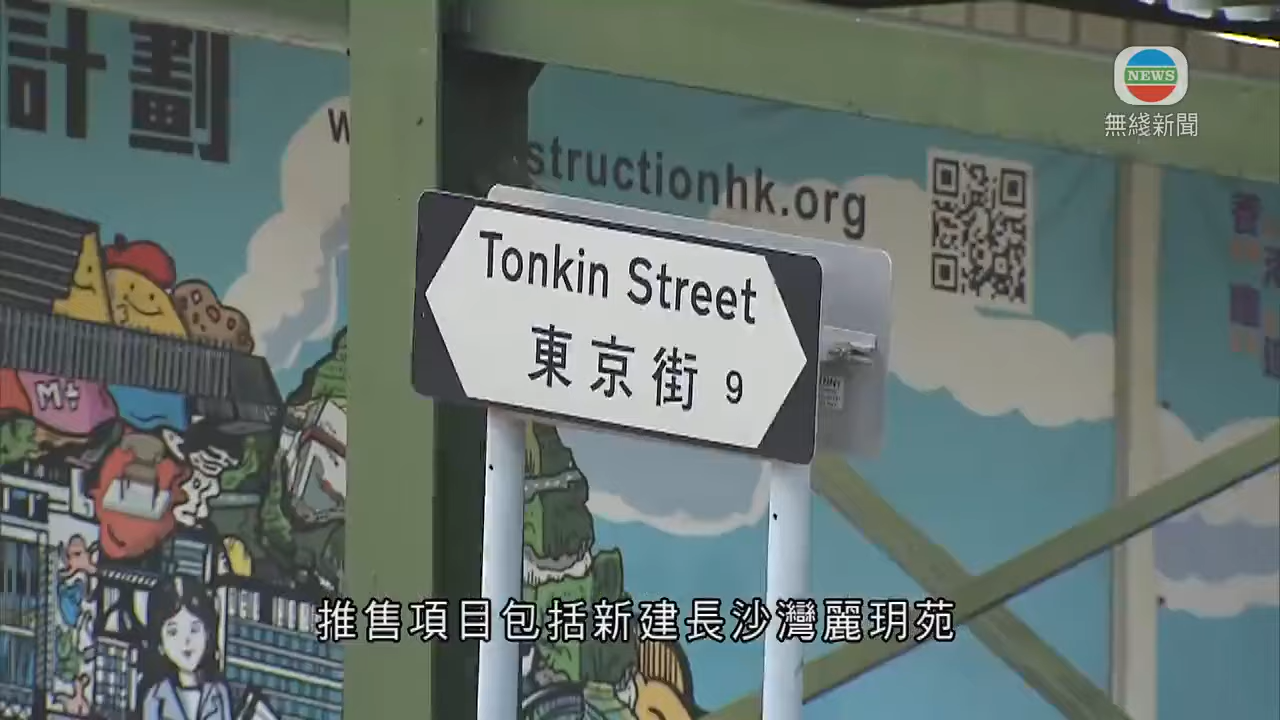 計劃
structionhk.org
NEWS
無綫新聞
Tonkin Street
東京街 9
推售項目包括新建長沙灣麗玥苑